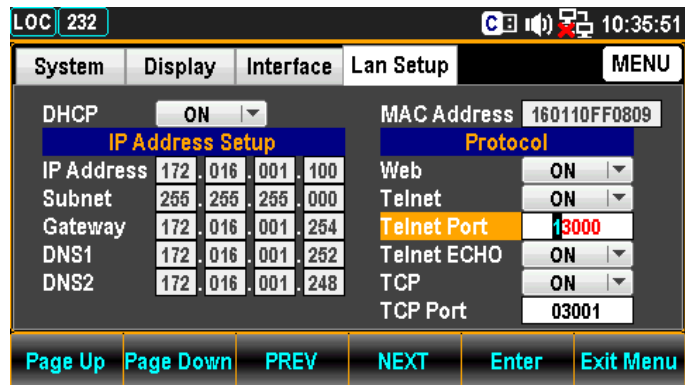 LOC 232 C 10:35:51
System Display Interface Lan Setup MENU
DHCP ON
IP Address Setup
IP Address 172 . 016 . 001 . 100
Subnet 255 . 255 . 255 . 000
Gateway 172 . 016 . 001 . 254
DNS1 172 . 016 . 001 . 252
DNS2 172 . 016 . 001 . 248
MAC Address 160110FF0809
Protocol
Web ON
Telnet ON
Telnet Port 13000
Telnet ECHO ON
TCP ON
TCP Port 03001
Page Up Page Down PREV NEXT Enter Exit Menu